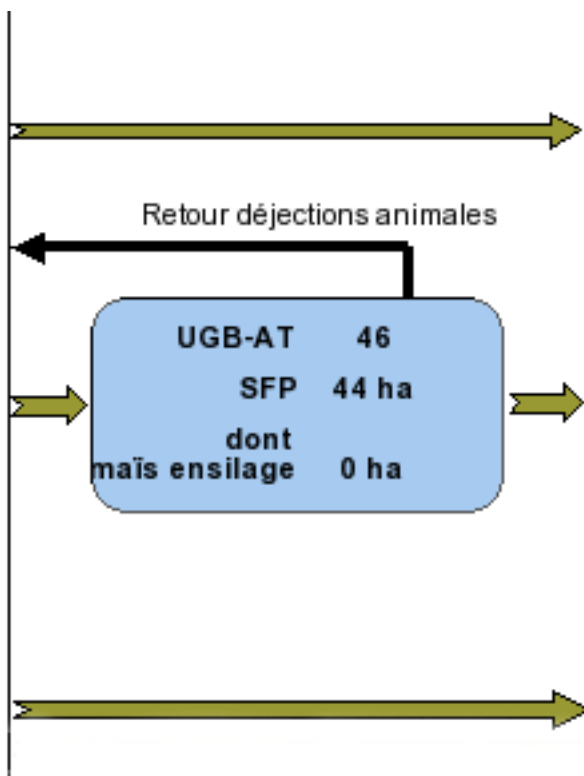 Retour déjections animales
UGB-AT 46
SFP 44 ha
dont
maïs ensilage 0 ha